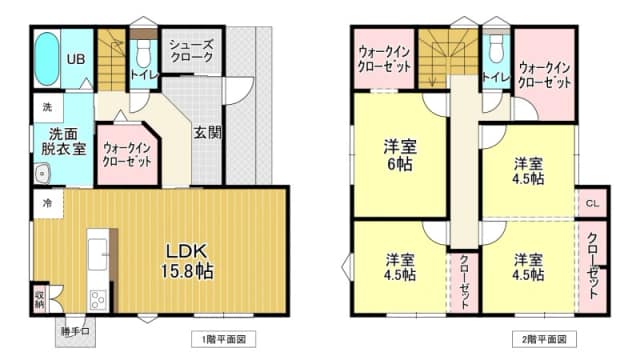 UB
トイレ
シューズ
クローク
洗
洗面
脱衣室
ウォークイン
クローゼット
玄関
冷
LDK
15.8帖
収納
勝手口
1階平面図
ウォークイン
クローゼット
トイレ
ウォークイン
クローゼット
洋室
6帖
洋室
4.5帖
CL
洋室
4.5帖
クローゼット
洋室
4.5帖
クローゼット
2階平面図